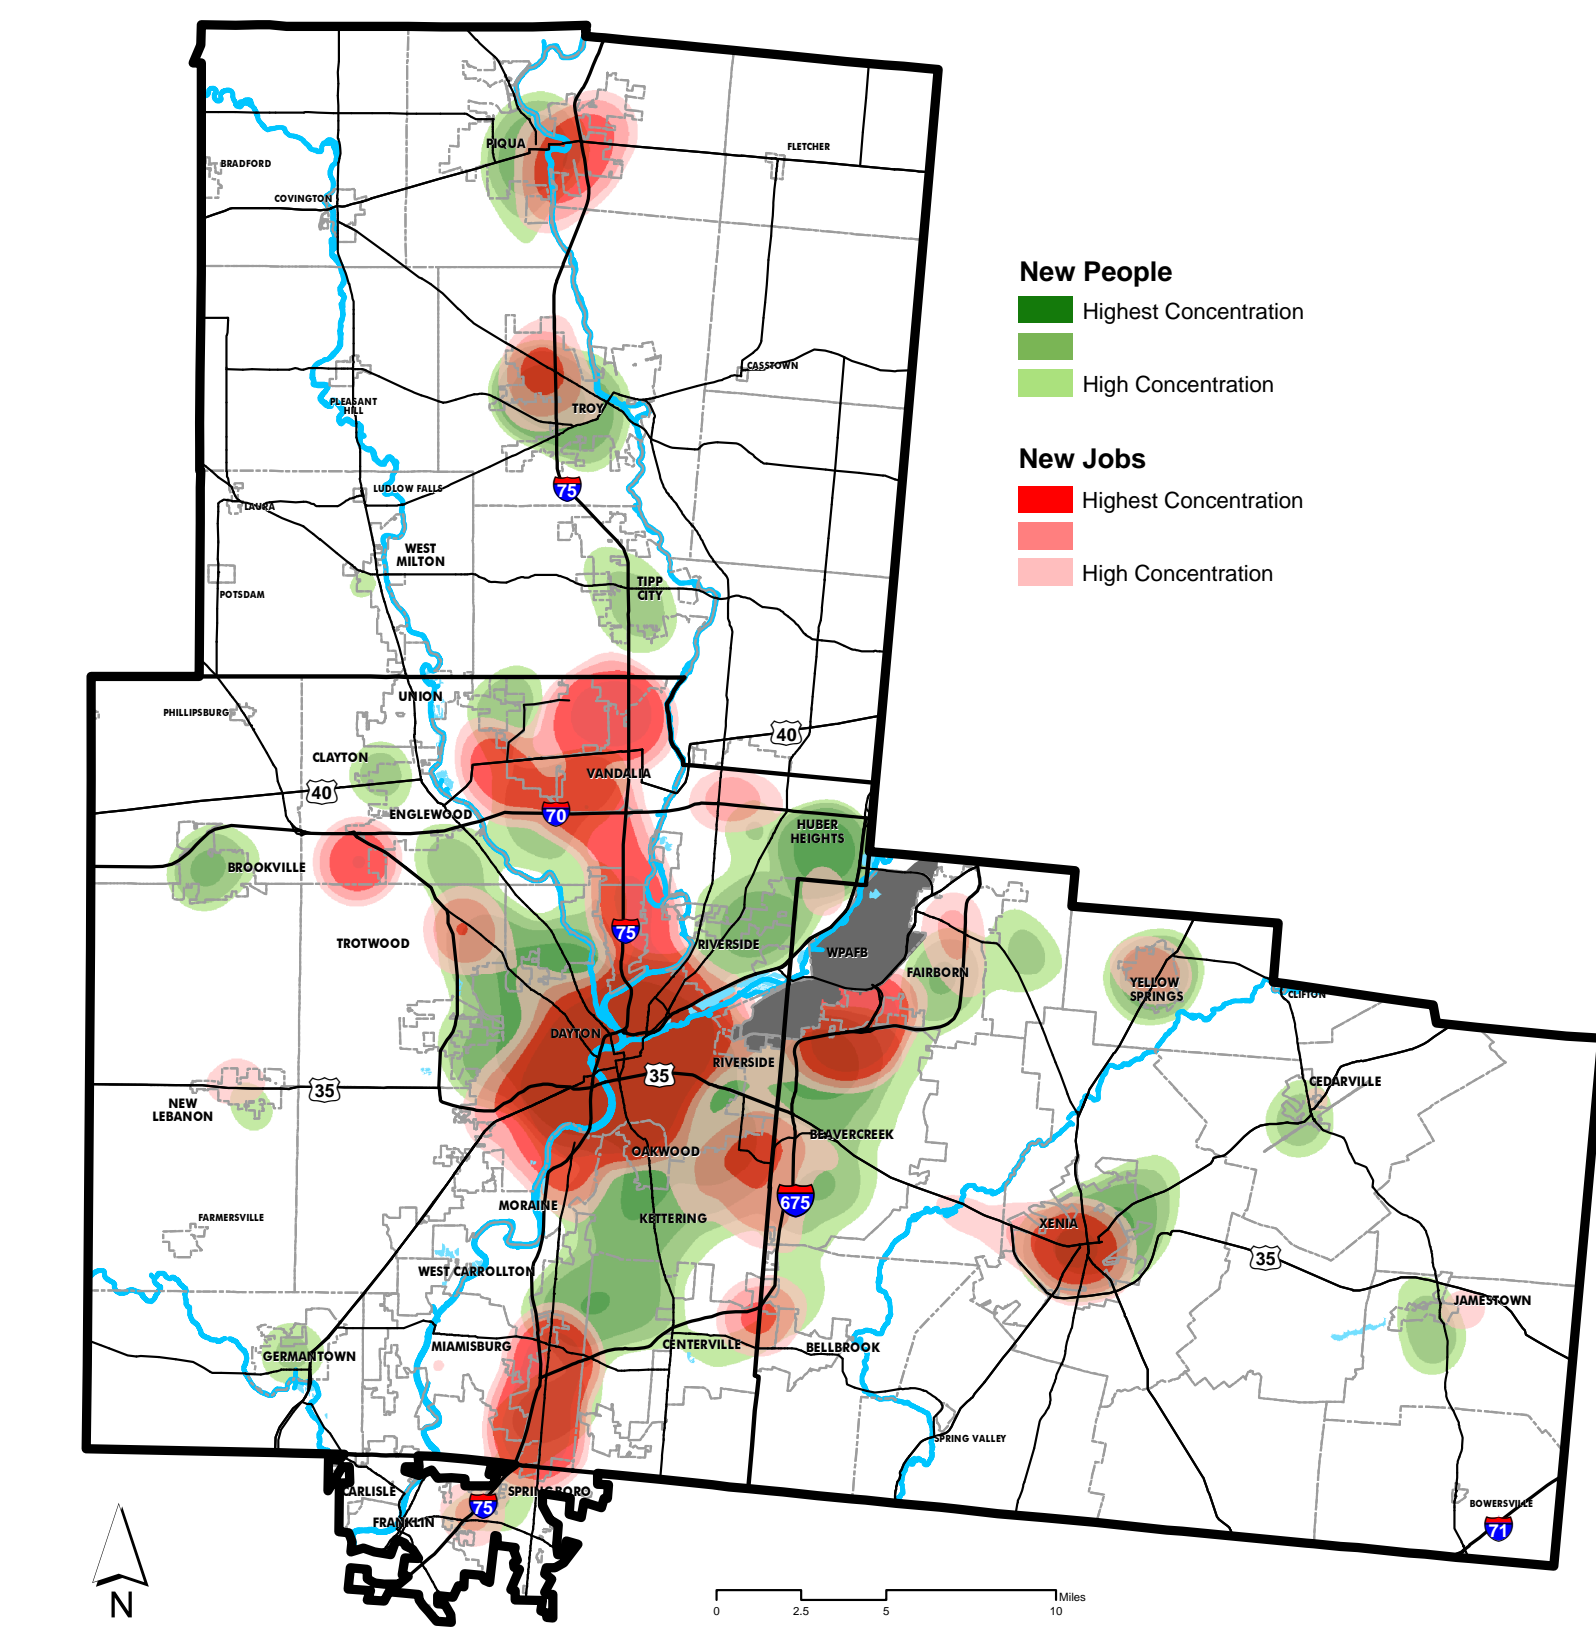 PIQUA
FLETCHER
BRADFORD
COVINGTON
New People
Highest Concentration
High Concentration
CASSTOWN
PLEASANT
HILL
TROY
New Jobs
Highest Concentration
High Concentration
75
LUDLOW FALLS
LAURA
WEST
MILTON
TIPP
CITY
POTSDAM
UNION
PHILLIPSBURG
40
CLAYTON
VANDALIA
40
ENGLEWOOD
70
HUBER
HEIGHTS
BROOKVILLE
75
TROTWOOD
RIVERSIDE
WPAFB
FAIRBORN
YELLOW
SPRINGS
CLIFTON
DAYTON
RIVERSIDE
35
35
CEDARVILLE
NEW
LEBANON
BEAVERCREEK
OAKWOOD
675
MORAINE
KETTERING
FARMERSVILLE
XENIA
35
WEST CARROLLTON
JAMESTOWN
MIAMISBURG
CENTERVILLE
BELLBROOK
GERMANTOWN
SPRING VALLEY
CARLISLE
SPRINGBORO
75
FRANKLIN
BOWERSVILLE
71
N
Miles
0 2.5 5 10